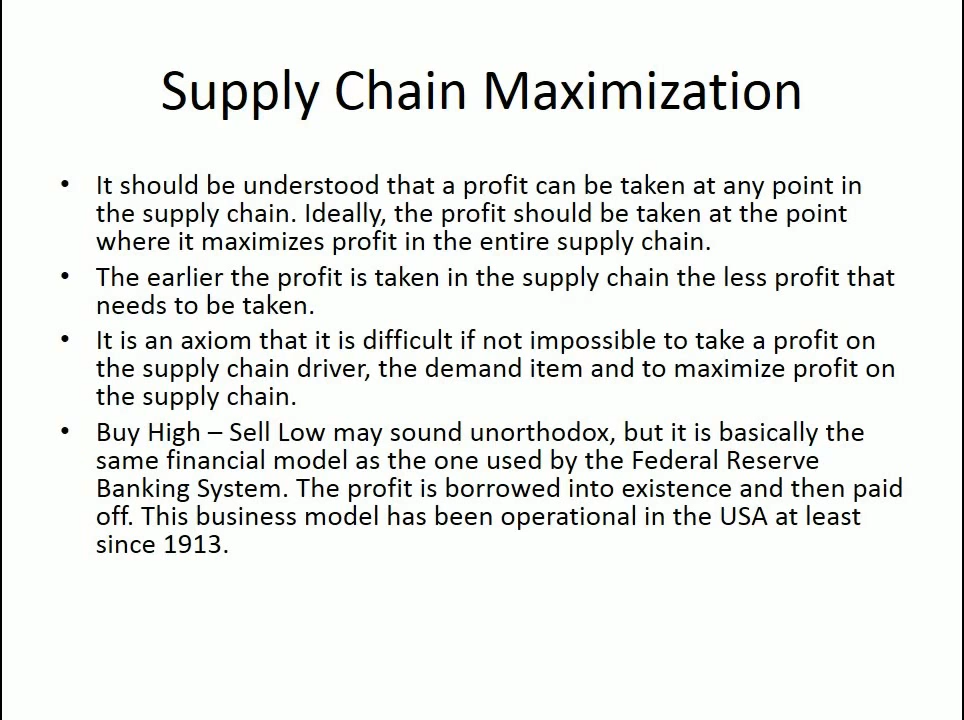 Supply Chain Maximization
• It should be understood that a profit can be taken at any point in
the supply chain. Ideally, the profit should be taken at the point
where it maximizes profit in the entire supply chain.
• The earlier the profit is taken in the supply chain the less profit that
needs to be taken.
• It is an axiom that it is difficult if not impossible to take a profit on
the supply chain driver, the demand item and to maximize profit on
the supply chain.
• Buy High – Sell Low may sound unorthodox, but it is basically the
same financial model as the one used by the Federal Reserve
Banking System. The profit is borrowed into existence and then paid
off. This business model has been operational in the USA at least
since 1913.